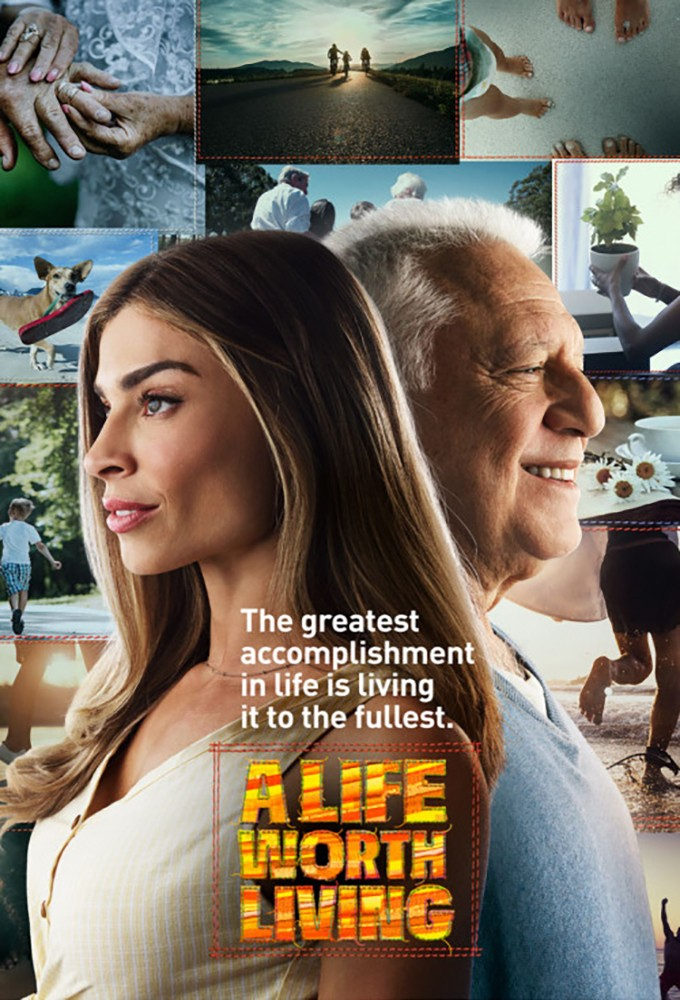 The greatest
accomplishment
in life is living
it to the fullest.
A LIFE
WORTH
LIVING